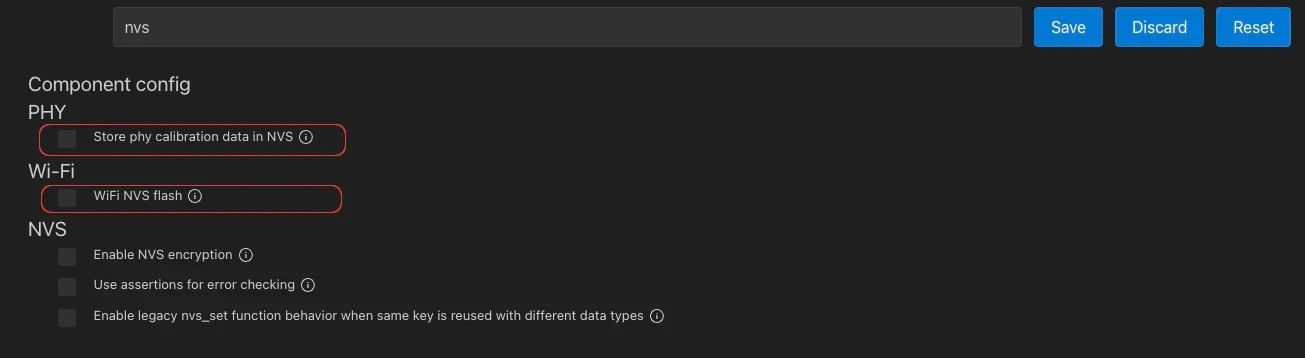 nvs
Save
Discard
Reset
Component config
PHY
Store phy calibration data in NVS
Wi-Fi
WiFi NVS flash
NVS
Enable NVS encryption
Use assertions for error checking
Enable legacy nvs_set function behavior when same key is reused with different data types